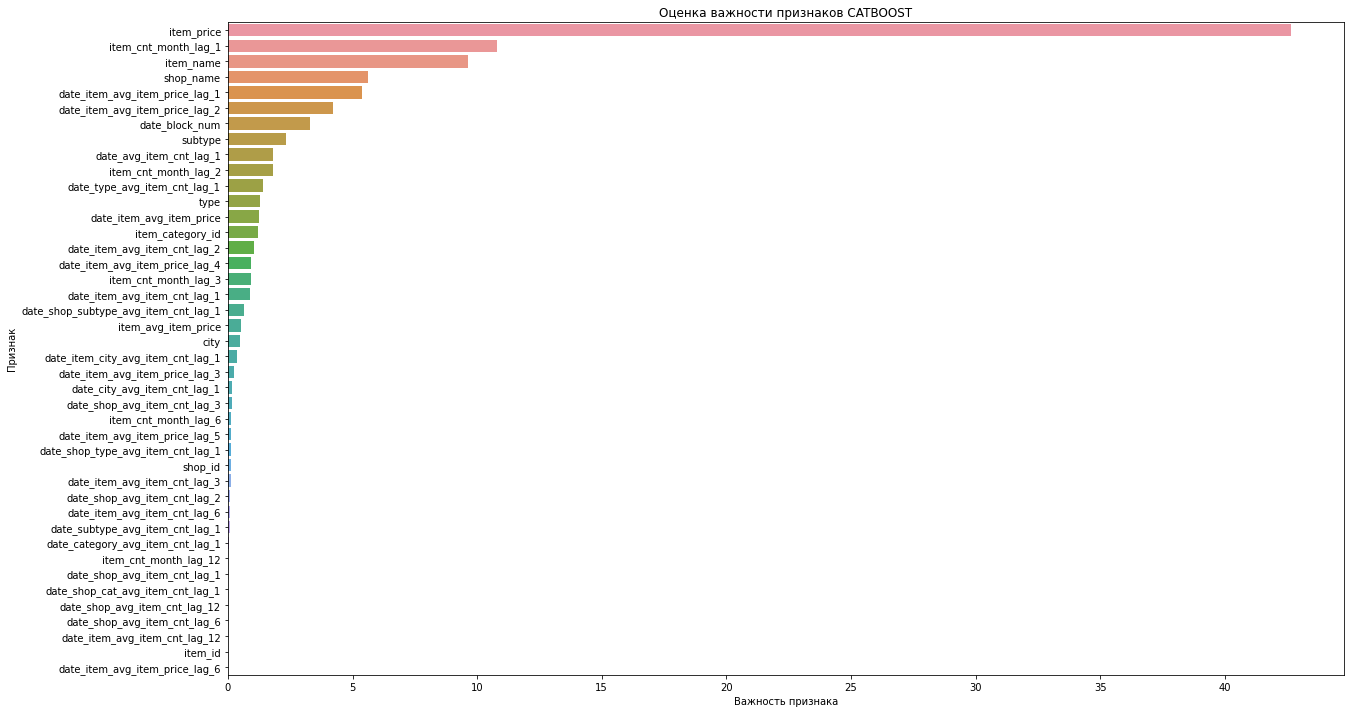 Оценка важности признаков CATBOOST
Признак
item_price
item_cnt_month_lag_1
item_name
shop_name
date_item_avg_item_price_lag_1
date_item_avg_item_price_lag_2
date_block_num
subtype
date_avg_item_cnt_lag_1
item_cnt_month_lag_2
date_type_avg_item_cnt_lag_1
type
date_item_avg_item_price
item_category_id
date_item_avg_item_cnt_lag_2
date_item_avg_item_price_lag_4
item_cnt_month_lag_3
date_item_avg_item_cnt_lag_1
date_shop_subtype_avg_item_cnt_lag_1
item_avg_item_price
city
date_item_city_avg_item_cnt_lag_1
date_item_avg_item_price_lag_3
date_city_avg_item_cnt_lag_1
date_shop_avg_item_cnt_lag_3
item_cnt_month_lag_6
date_item_avg_item_price_lag_5
date_shop_type_avg_item_cnt_lag_1
shop_id
date_item_avg_item_cnt_lag_3
date_shop_avg_item_cnt_lag_2
date_item_avg_item_cnt_lag_6
date_subtype_avg_item_cnt_lag_1
date_category_avg_item_cnt_lag_1
item_cnt_month_lag_12
date_shop_avg_item_cnt_lag_1
date_shop_cat_avg_item_cnt_lag_1
date_shop_avg_item_cnt_lag_12
date_shop_avg_item_cnt_lag_6
date_item_avg_item_cnt_lag_12
item_id
date_item_avg_item_price_lag_6
0 5 10 15 20 25 30 35 40
Важность признака